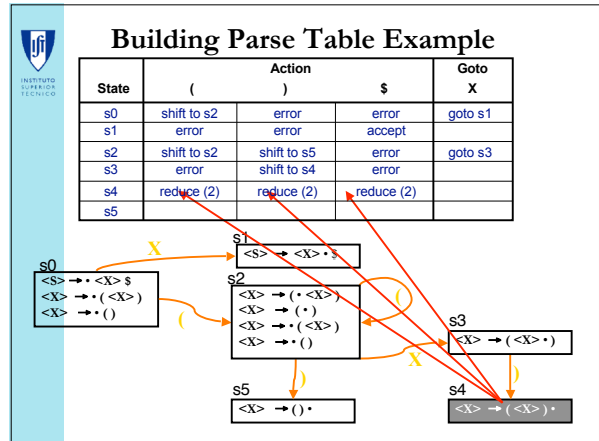 Building Parse Table Example
INSTITUTO
SUPERIOR
TECNICO
Action Goto
State ( ) $ X
s0 shift to s2 error error goto s1
s1 error error accept
s2 shift to s2 shift to s5 error goto s3
s3 error shift to s4 error
s4 reduce (2) reduce (2) reduce (2)
s5
s0
<S> → • <X> $
<X> → • ( <X> )
<X> → • ( )
X
(
s1
<S> → <X> • $
s2
<X> → ( • <X> )
<X> → ( • )
<X> → • ( <X> )
<X> → • ( )
(
X
)
s3
<X> → ( <X> • )
)
s5
<X> → ( ) •
s4
<X> → ( <X> ) •